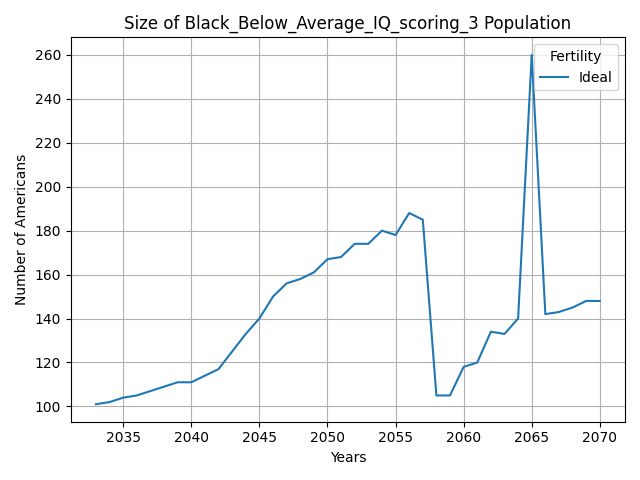 Size of Black_Below_Average_IQ_scoring_3 Population
Fertility
Ideal
Number of Americans
260
240
220
200
180
160
140
120
100
2035 2040 2045 2050 2055 2060 2065 2070
Years